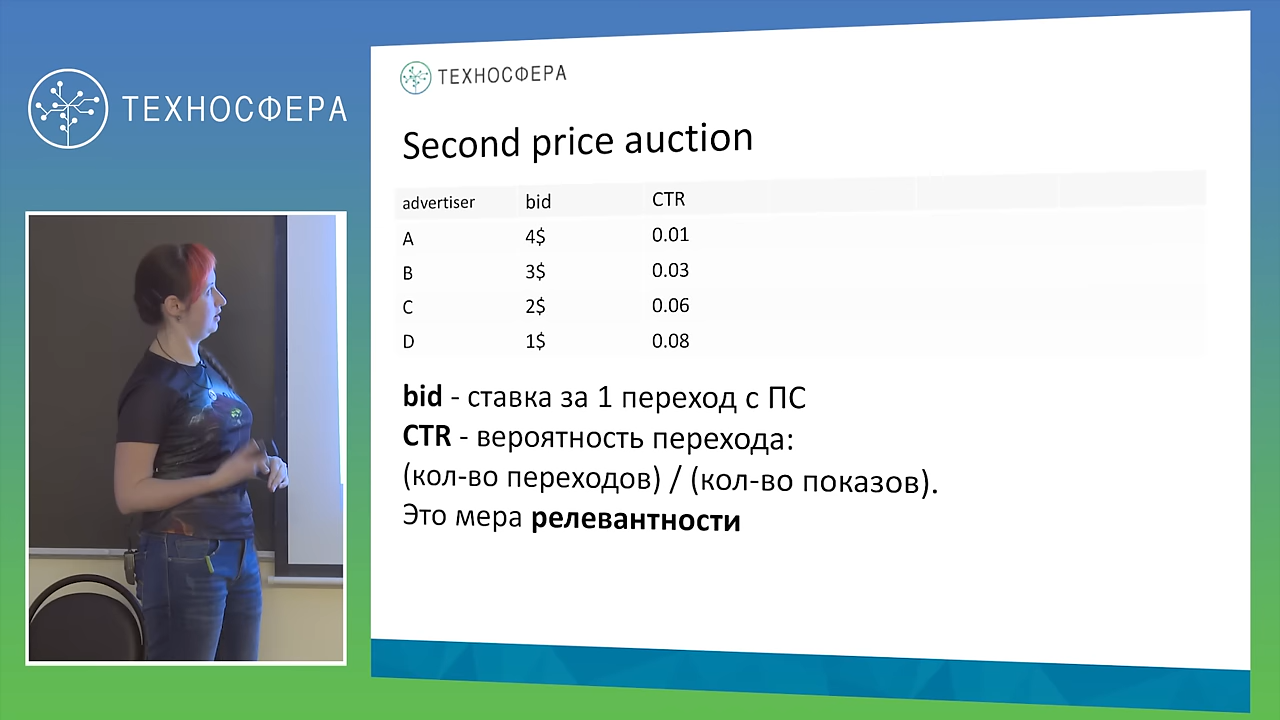 ТЕХНОСФЕРА
ТЕХНОСФЕРА
Second price auction
advertiser bid CTR
A 4$ 0.01
B 3$ 0.03
C 2$ 0.06
D 1$ 0.08
bid - ставка за 1 переход с ПС
CTR - вероятность перехода:
(кол-во переходов) / (кол-во показов).
Это мера релевантности